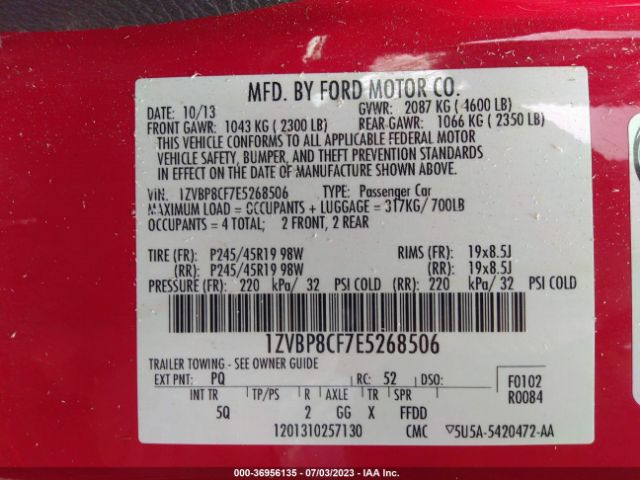 MFD. BY FORD MOTOR CO.
DATE: 10/13 GVWR: 2087 KG ( 4600 LB)
FRONT GAWR: 1043 KG ( 2300 LB) REAR GAWR: 1066 KG ( 2350 LB)
THIS VEHICLE CONFORMS TO ALL APPLICABLE FEDERAL MOTOR
VEHICLE SAFETY, BUMPER, AND THEFT PREVENTION STANDARDS
IN EFFECT ON THE DATE OF MANUFACTURE SHOWN ABOVE.
VIN: 1ZVBP8CF7E5268506 TYPE: Passenger Car
MAXIMUM LOAD = OCCUPANTS + LUGGAGE = 317KG/ 700LB
OCCUPANTS = 4 TOTAL; 2 FRONT, 2 REAR
TIRE (FR): P245/45R19 98W RIMS (FR): 19x8.5J
(RR): P245/45R19 98W (RR): 19x8.5J
PRESSURE (FR): 220 kPa/ 32 PSI COLD (RR): 220 kPa/ 32 PSI COLD
1ZVBP8CF7E5268506
TRAILER TOWING - SEE OWNER GUIDE
EXT PNT: PQ RC: 52 DSO: F0102
INT TR TP/PS R AXLE TR SPR R0084
5Q 2 GG X FFDD
1201310257130 CMC ▽5U5A-5420472-AA
000-36956135 - 07/03/2023 - IAA Inc.